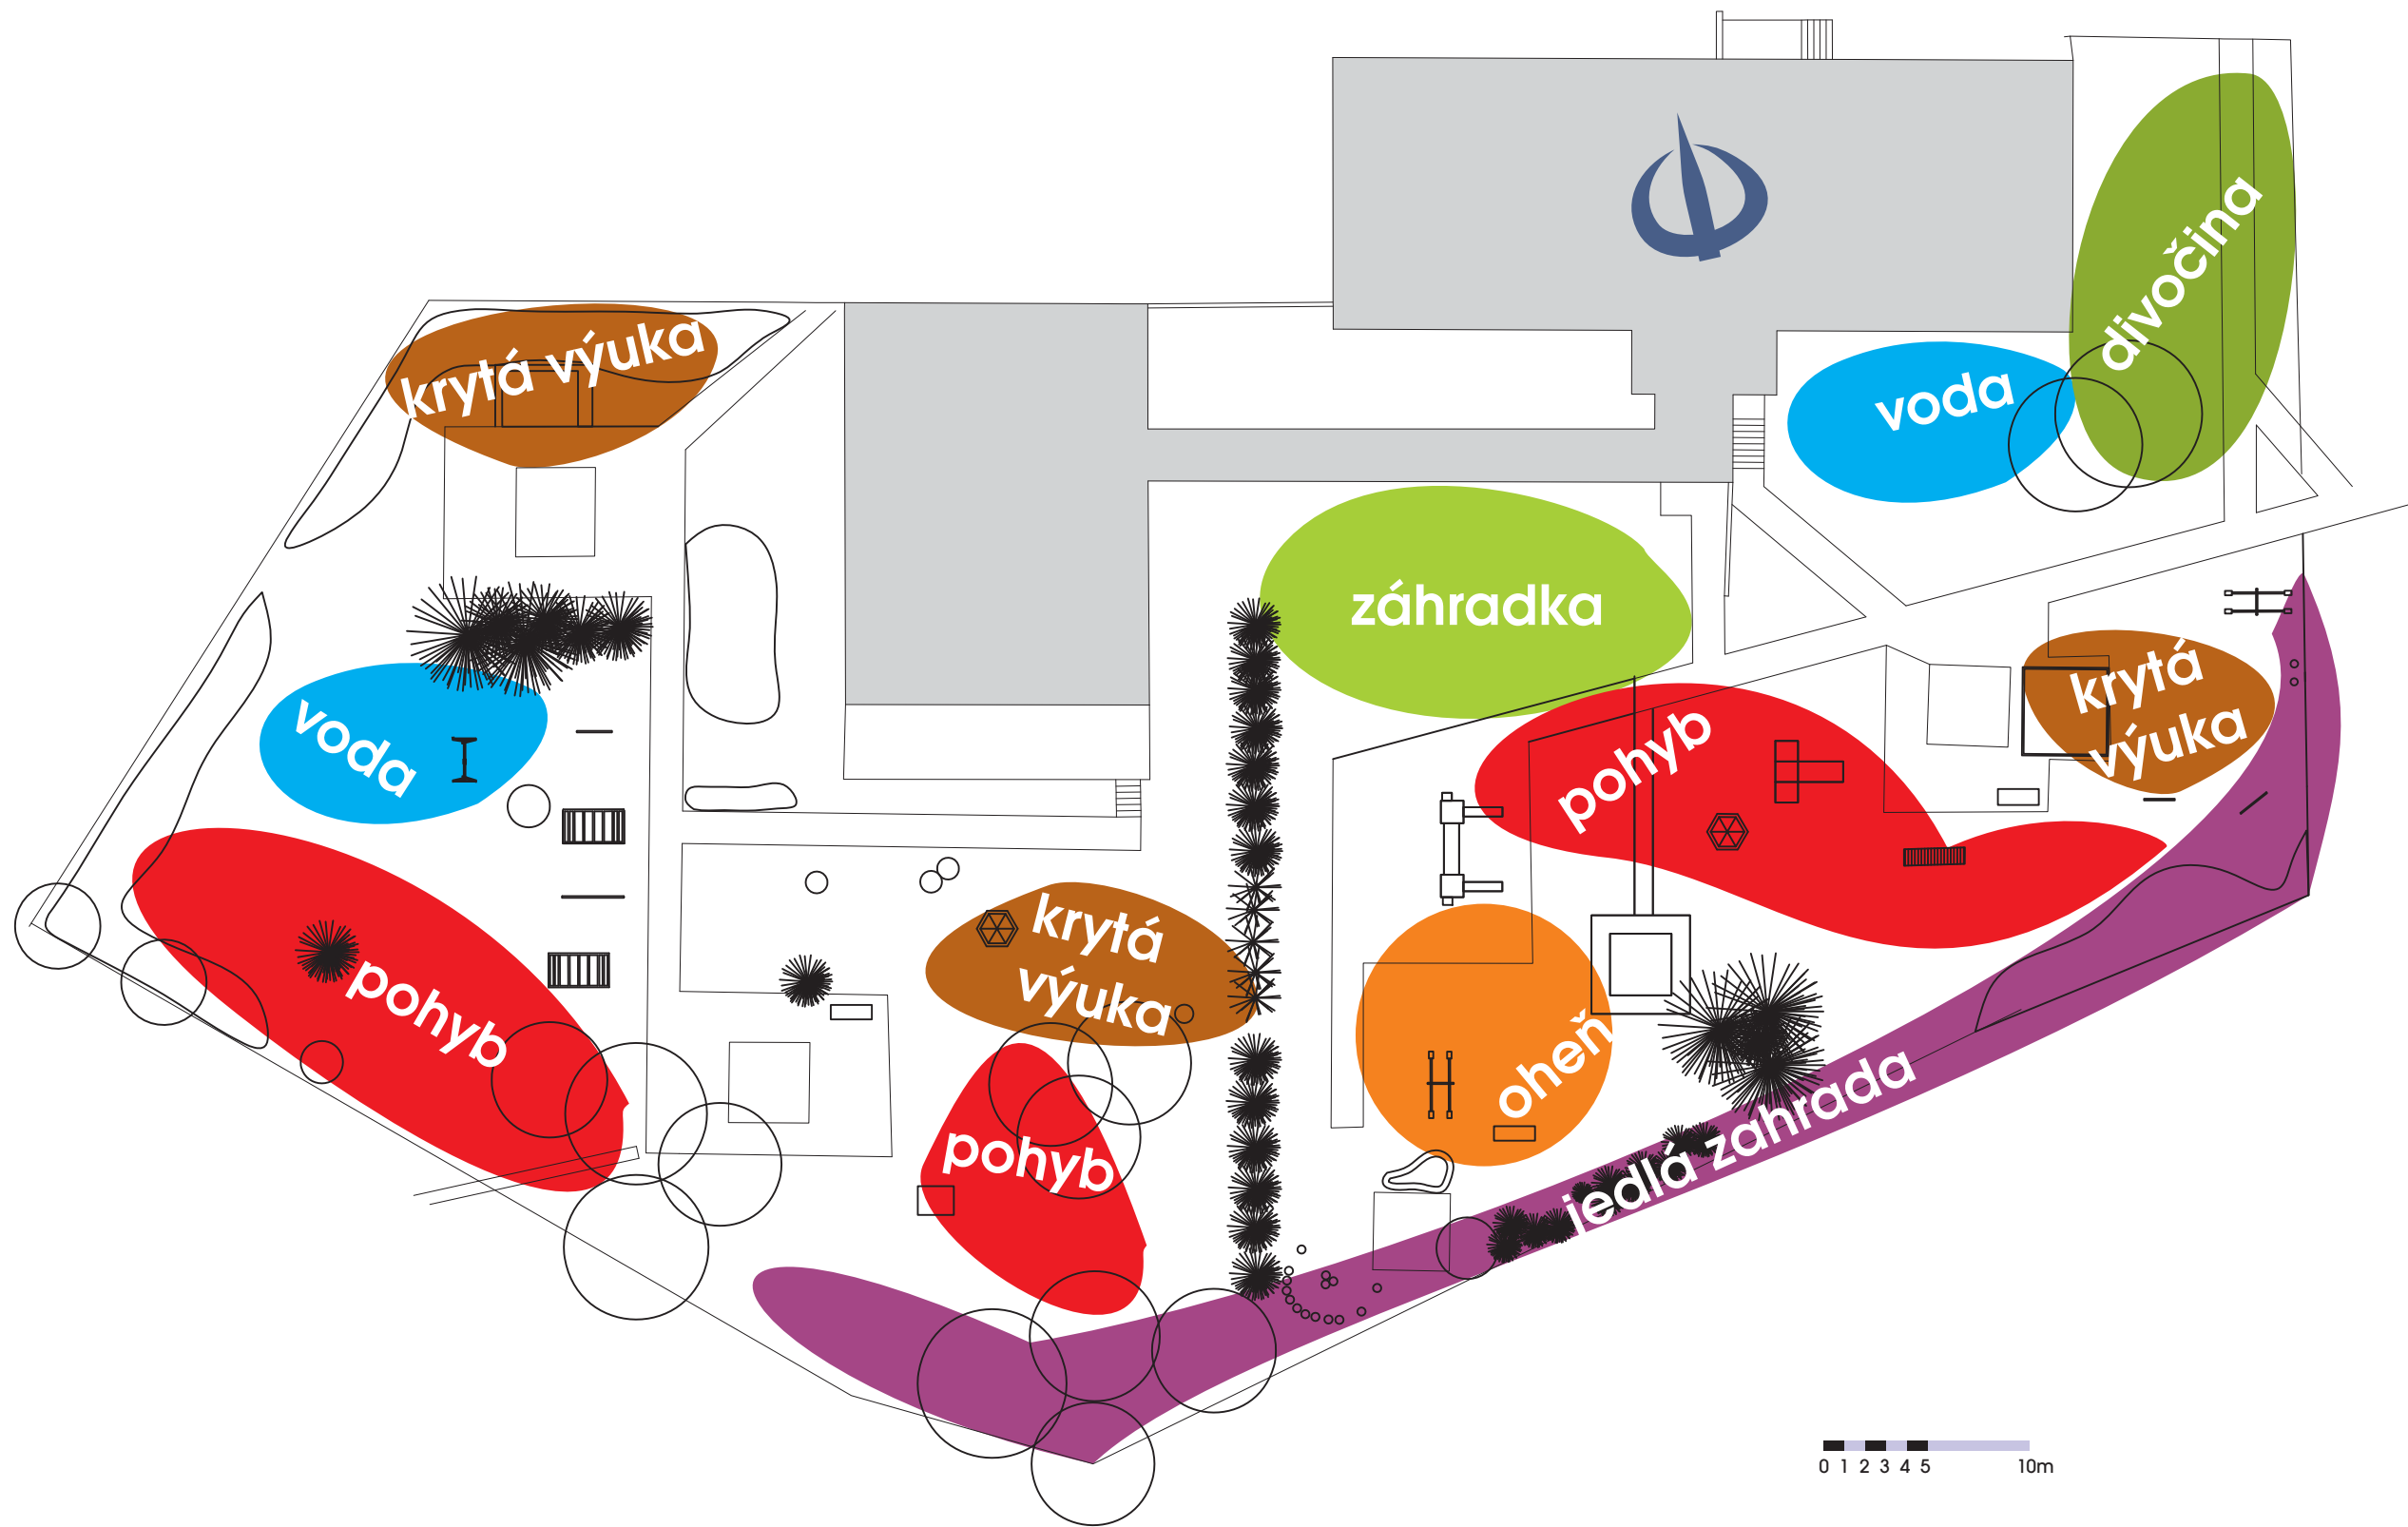 divočina
krytá výuka
voda
záhradka
voda
krytá
výuka
pohyb
pohyb
krytá
výuka
oheň
pohyb
jedlá zahrada
0 1 2 3 4 5 10m